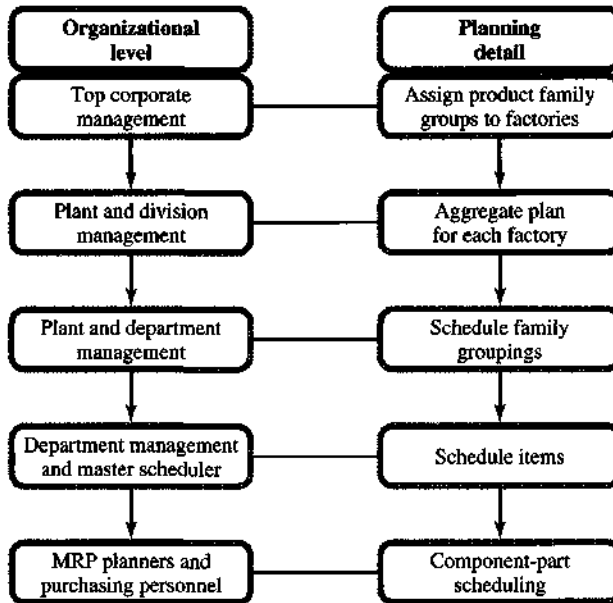 Organizational
level
Planning
detail
Top corporate
management
Assign product family
groups to factories
Plant and division
management
Aggregate plan
for each factory
Plant and department
management
Schedule family
groupings
Department management
and master scheduler
Schedule items
MRP planners and
purchasing personnel
Component-part
scheduling